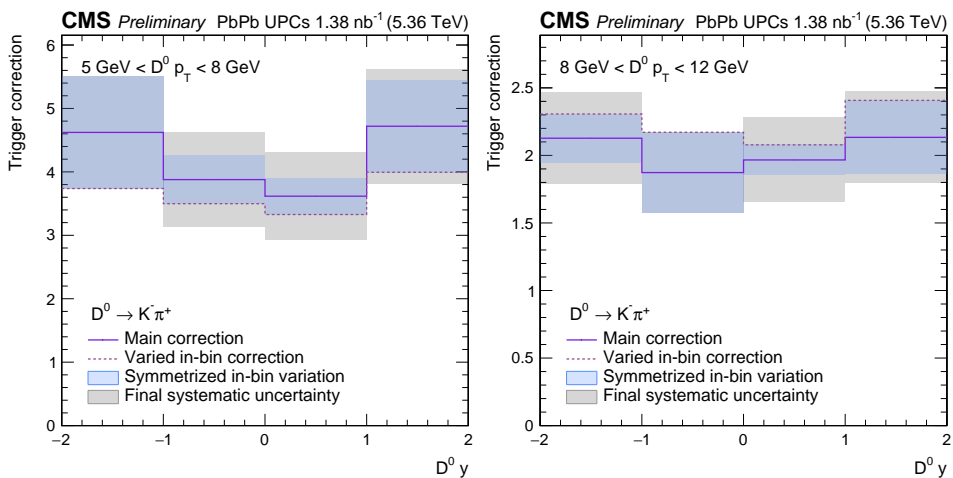 CMS Preliminary PbPb UPCs 1.38 nb⁻¹ (5.36 TeV)
Trigger correction
6
5
4
3
2
1
0
5 GeV < D⁰ p_T < 8 GeV
D⁰ → K⁻π⁺
Main correction
Varied in-bin correction
Symmetrized in-bin variation
Final systematic uncertainty
−2 −1 0 1 2
D⁰ y
CMS Preliminary PbPb UPCs 1.38 nb⁻¹ (5.36 TeV)
Trigger correction
2.5
2
1.5
1
0.5
0
8 GeV < D⁰ p_T < 12 GeV
D⁰ → K⁻π⁺
Main correction
Varied in-bin correction
Symmetrized in-bin variation
Final systematic uncertainty
−2 −1 0 1 2
D⁰ y